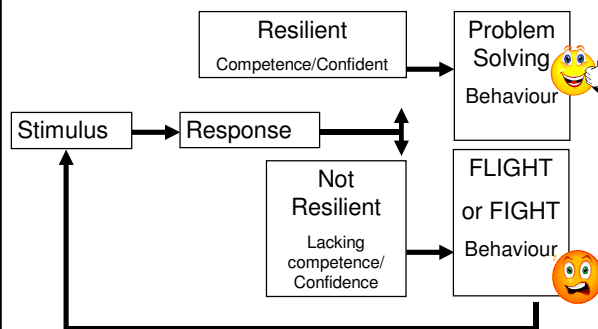 Resilient
Competence/Confident
Problem
Solving
Behaviour
Stimulus
Response
Not
Resilient
Lacking
competence/
Confidence
FLIGHT
or FIGHT
Behaviour